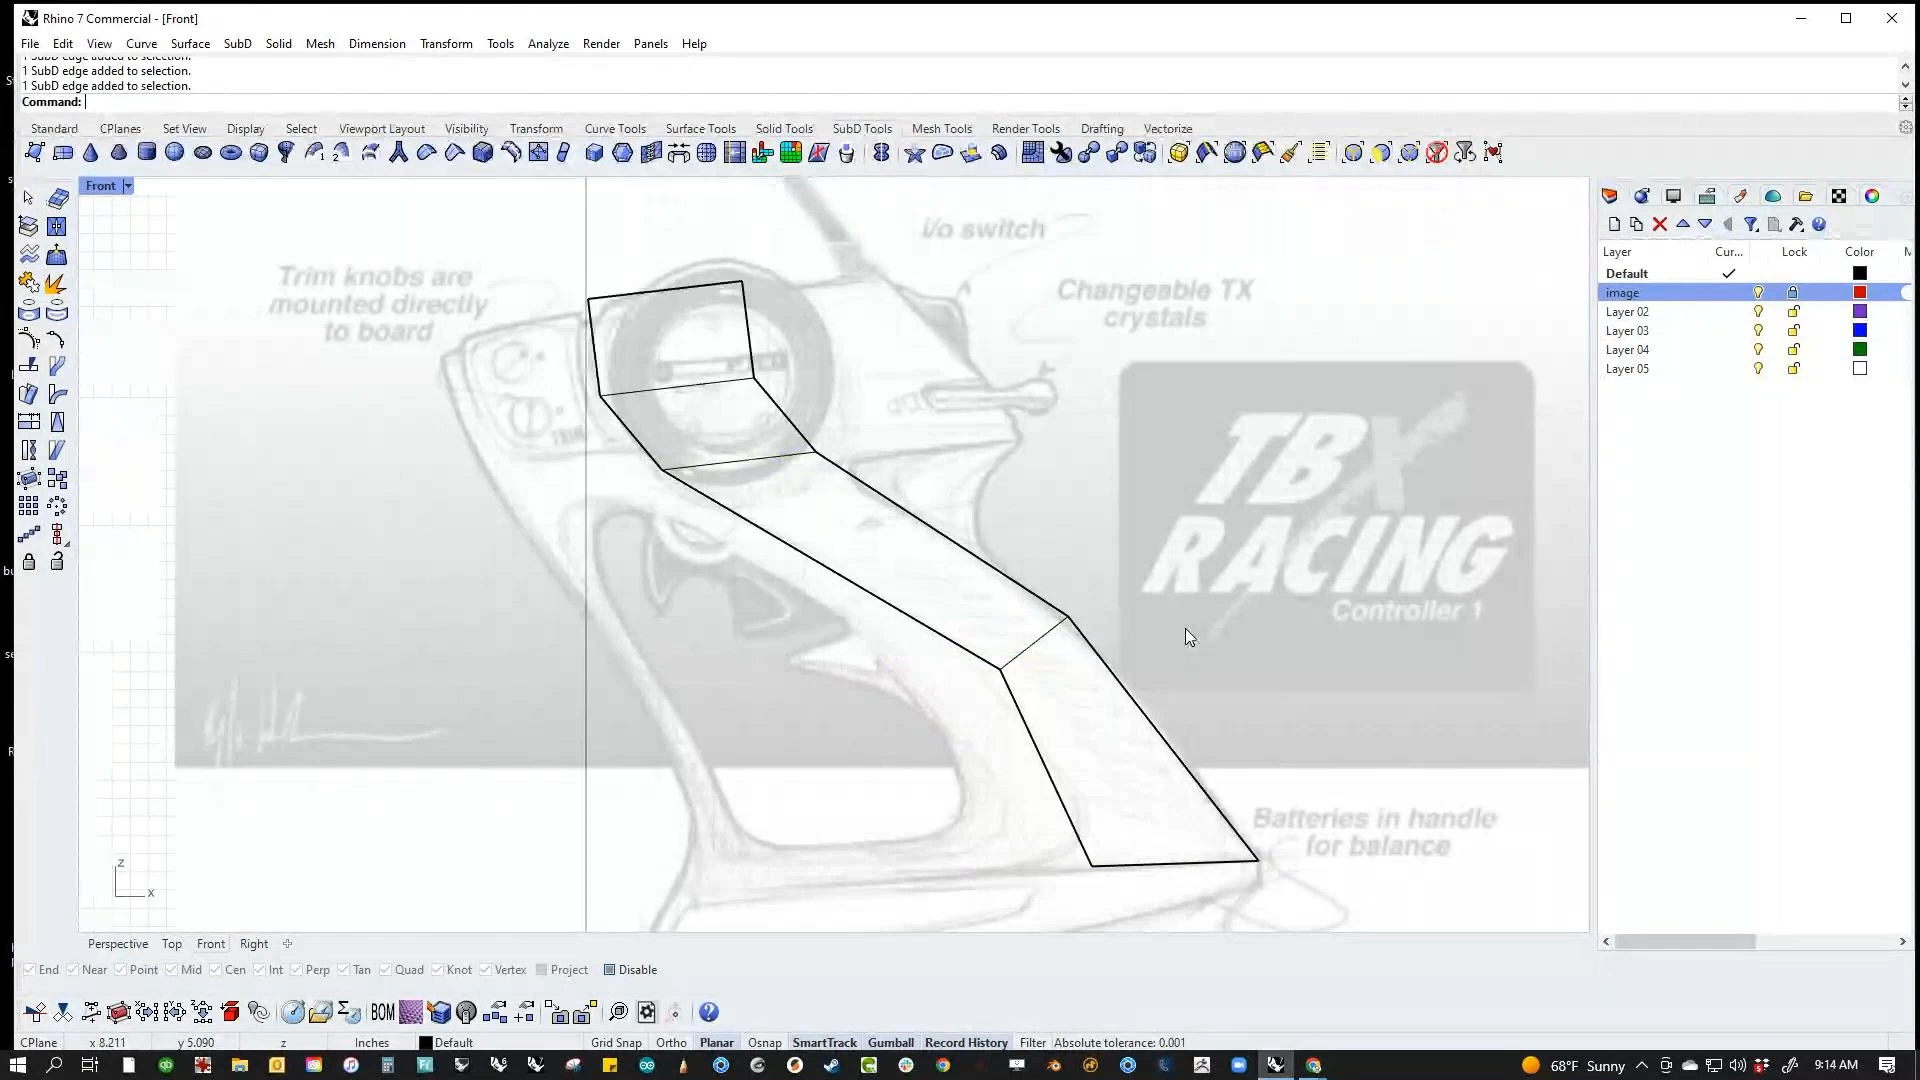 Rhino 7 Commercial - [Front]
File Edit View Curve Surface SubD Solid Mesh Dimension Transform Tools Analyze Render Panels Help
1 SubD edge added to selection.
1 SubD edge added to selection.
1 SubD edge added to selection.
Command:
Standard CPlanes Set View Display Select Viewport Layout Visibility Transform Curve Tools Surface Tools Solid Tools SubD Tools Mesh Tools Render Tools Drafting Vectorize
Front
Layer Cur... Lock Color M
Default
image
Layer 02
Layer 03
Layer 04
Layer 05
i/o switch
Trim knobs are
mounted directly
to board
Changeable TX
crystals
TRIM
TBX
RACING
Controller 1
Batteries in handle
for balance
z
x
Perspective Top Front Right
End Near Point Mid Cen Int Perp Tan Quad Knot Vertex Project Disable
BOM
CPlane x 8.211 y 5.090 z Inches Default Grid Snap Ortho Planar Osnap SmartTrack Gumball Record History Filter Absolute tolerance: 0.001
68°F Sunny 9:14 AM